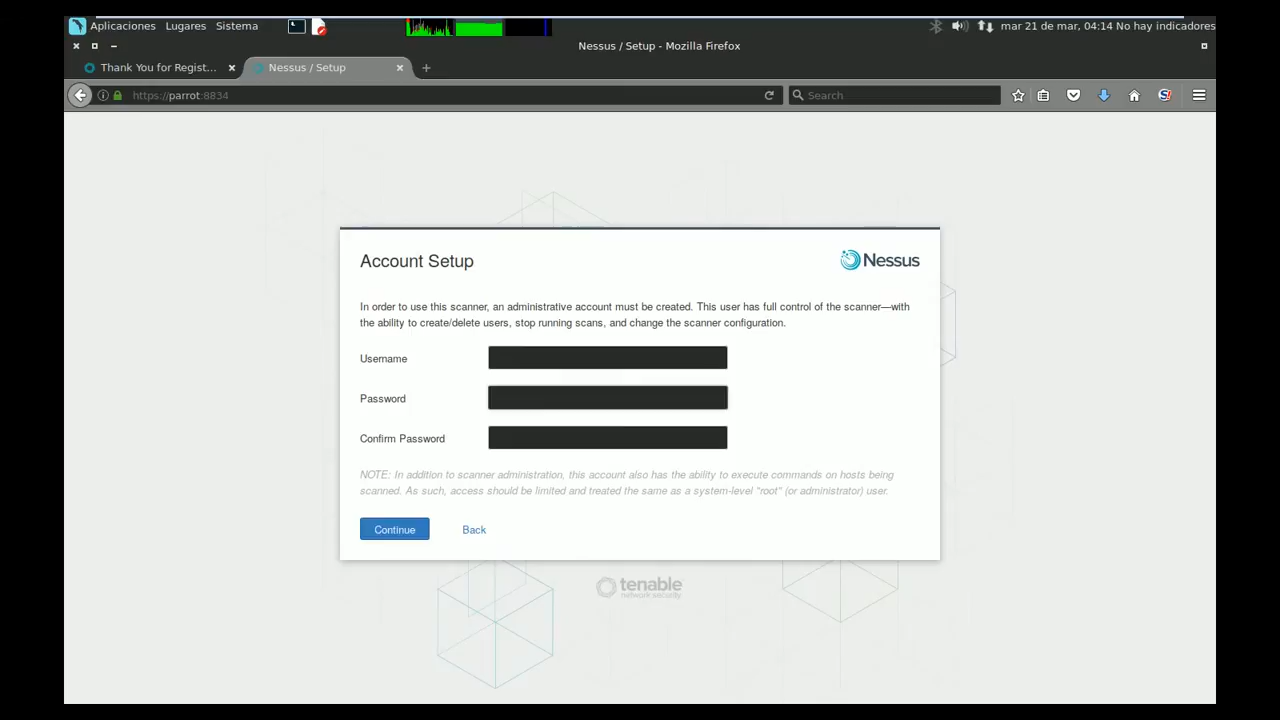 Aplicaciones Lugares Sistema mar 21 de mar, 04:14 No hay indicadores
Nessus / Setup - Mozilla Firefox
Thank You for Regist... Nessus / Setup
https://parrot:8834 Search
Account Setup
Nessus
In order to use this scanner, an administrative account must be created. This user has full control of the scanner—with
the ability to create/delete users, stop running scans, and change the scanner configuration.
Username
Password
Confirm Password
NOTE: In addition to scanner administration, this account also has the ability to execute commands on hosts being
scanned. As such, access should be limited and treated the same as a system-level "root" (or administrator) user.
Continue Back
tenable
network security